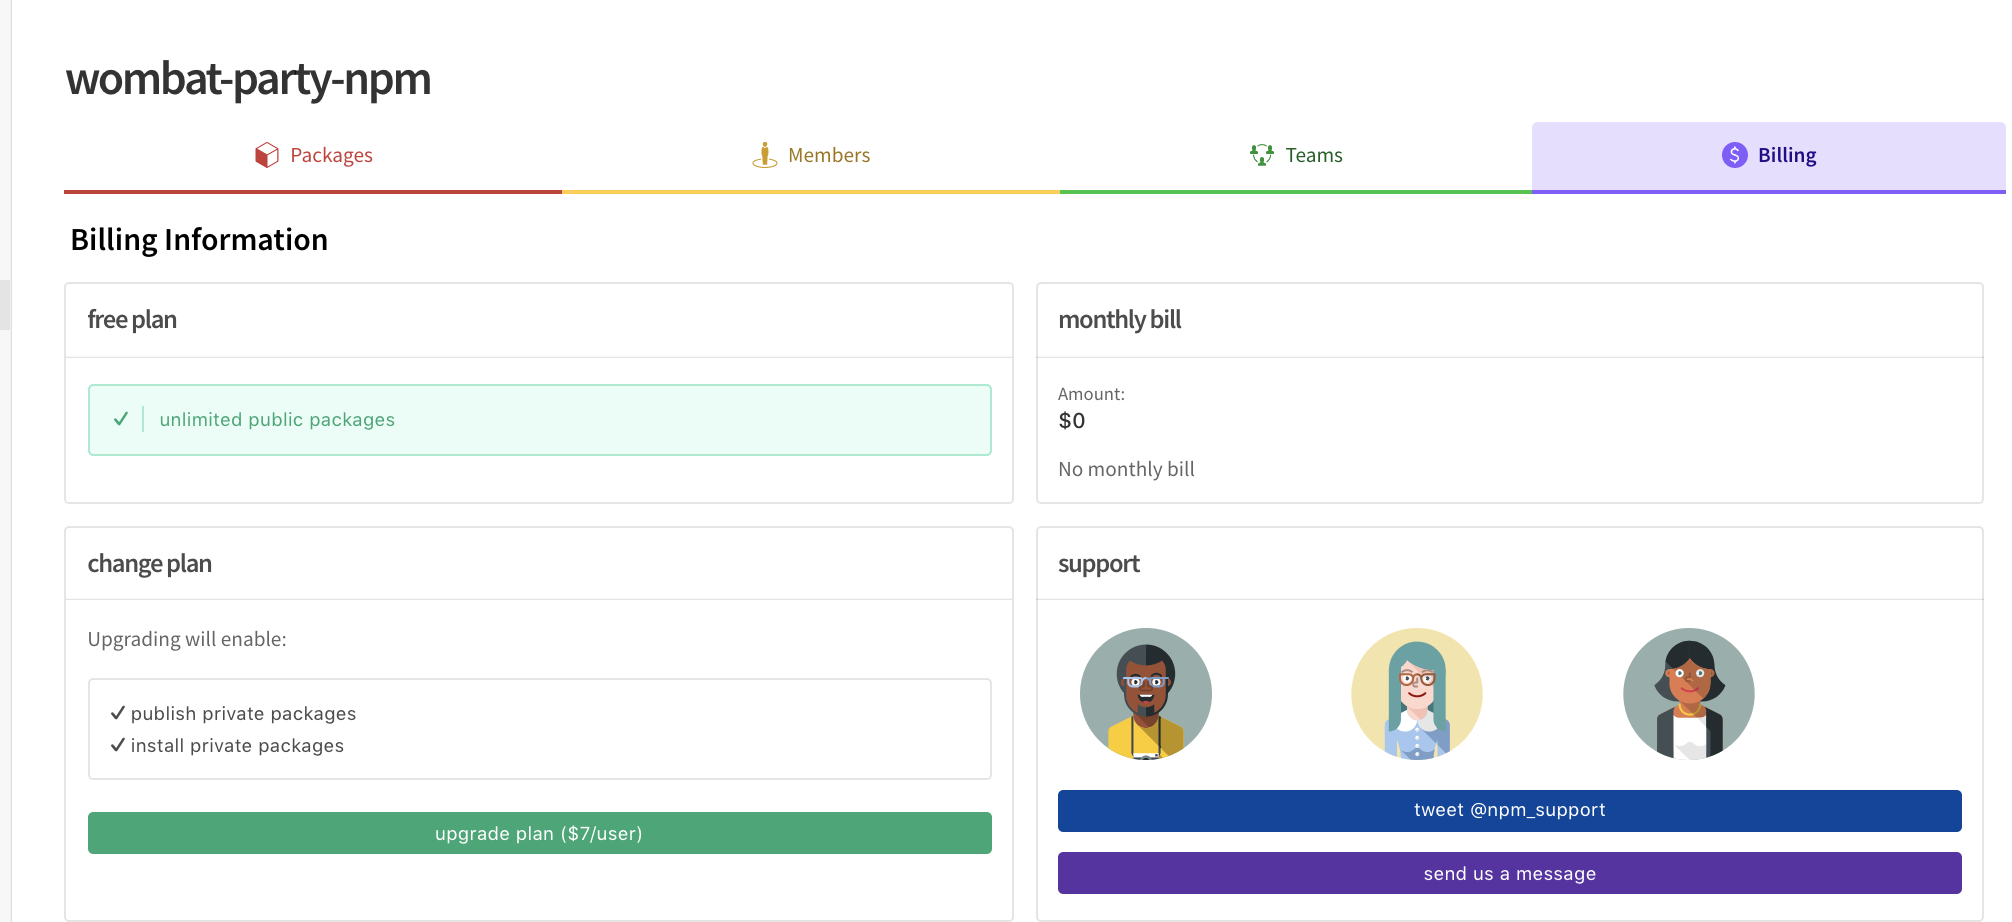 wombat-party-npm
Packages
Members
Teams
$ Billing
Billing Information
free plan
✓ unlimited public packages
monthly bill
Amount:
$0
No monthly bill
change plan
Upgrading will enable:
✓ publish private packages
✓ install private packages
upgrade plan ($7/user)
support
tweet @npm_support
send us a message